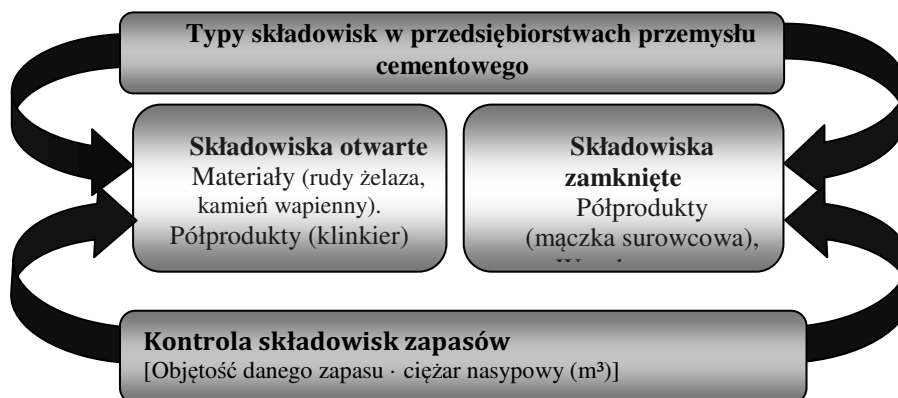 Typy składowisk w przedsiębiorstwach przemysłu
cementowego
Składowiska otwarte
Materiały (rudy żelaza,
kamień wapienny).
Półprodukty (klinkier)
Składowiska
zamknięte
Półprodukty
(mączka surowcowa),
Kontrola składowisk zapasów
[Objętość danego zapasu · ciężar nasypowy (m³)]